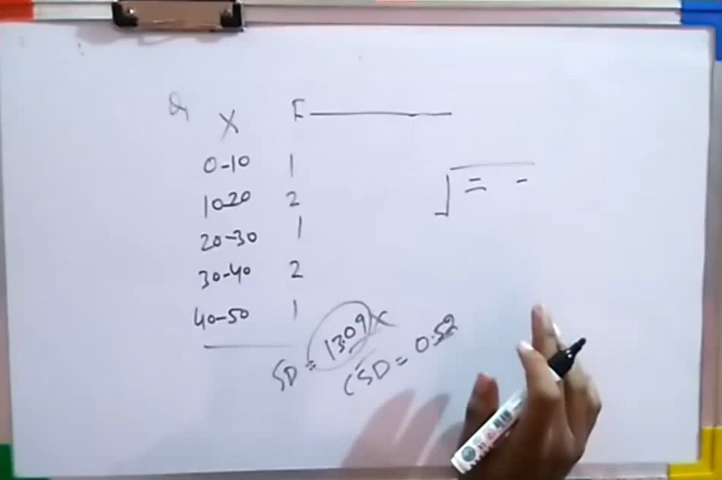 Q X F
0-10 1
10-20 2
20-30 1
30-40 2
40-50 1
SD = 13.09
CSD = 0.52
√ = -